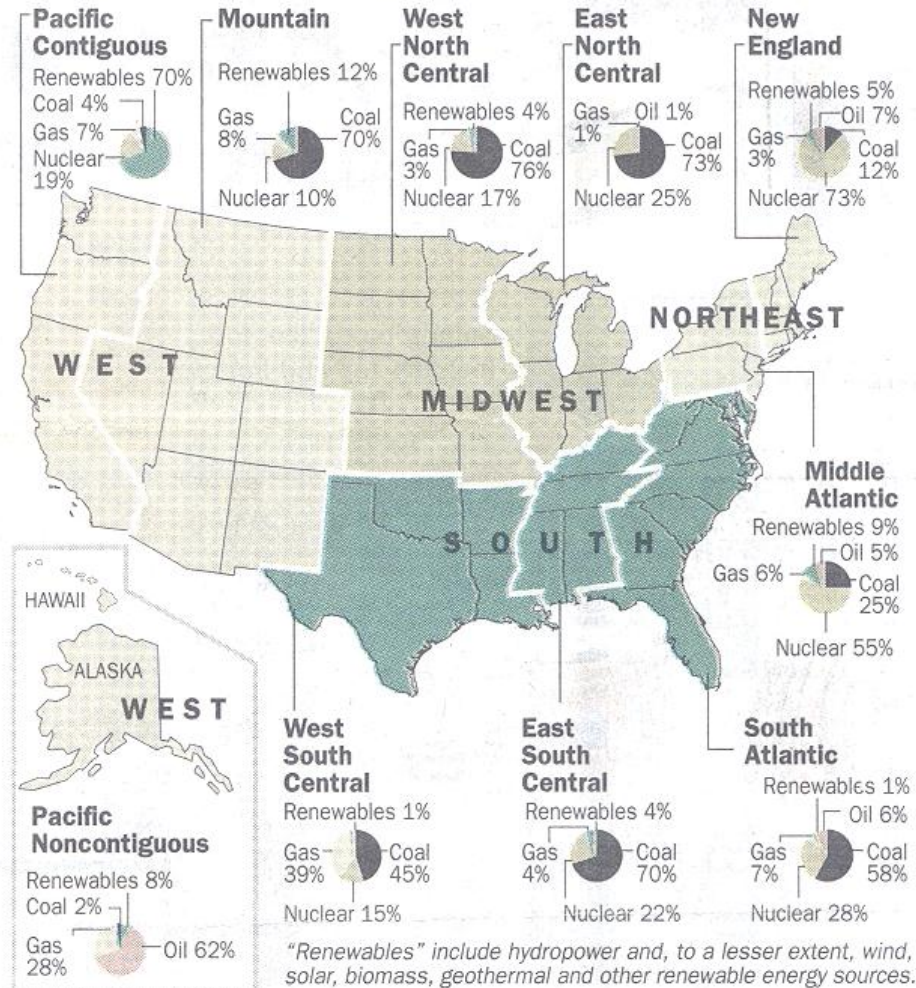 Pacific
Contiguous
Renewables 70%
Coal 4%
Gas 7%
Nuclear
19%
Mountain
Renewables 12%
Gas
8%
Coal
70%
Nuclear 10%
West
North
Central
Renewables 4%
Gas
3%
Coal
76%
Nuclear 17%
East
North
Central
Gas
1%
Oil 1%
Coal
73%
Nuclear 25%
New
England
Renewables 5%
Oil 7%
Gas
3%
Coal
12%
Nuclear 73%
NORTHEAST
WEST
MIDWEST
SOUTH
Middle
Atlantic
Renewables 9%
Oil 5%
Gas 6%
Coal
25%
Nuclear 55%
HAWAII
ALASKA
WEST
Pacific
Noncontiguous
Renewables 8%
Coal 2%
Gas
28%
Oil 62%
West
South
Central
Renewables 1%
Gas
39%
Coal
45%
Nuclear 15%
East
South
Central
Renewables 4%
Gas
4%
Coal
70%
Nuclear 22%
South
Atlantic
Renewables 1%
Oil 6%
Gas
7%
Coal
58%
Nuclear 28%
"Renewables" include hydropower and, to a lesser extent, wind,
solar, biomass, geothermal and other renewable energy sources.